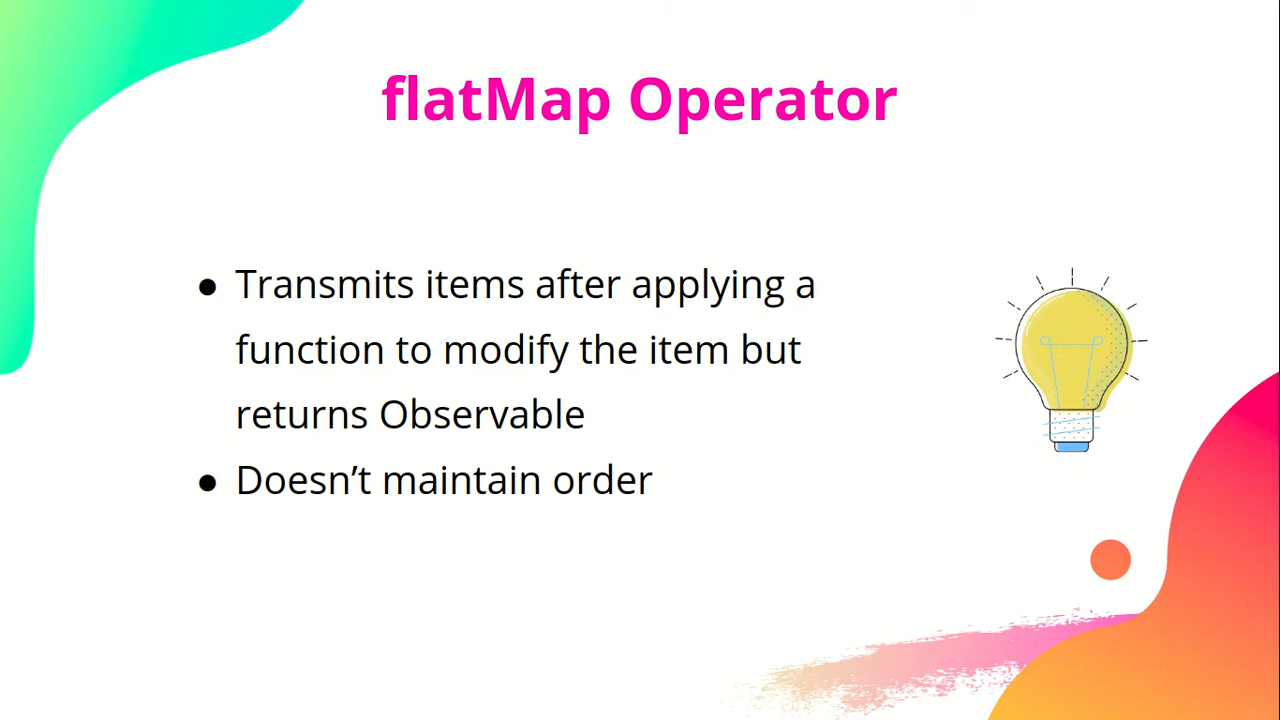 flatMap Operator
● Transmits items after applying a
function to modify the item but
returns Observable
● Doesn’t maintain order